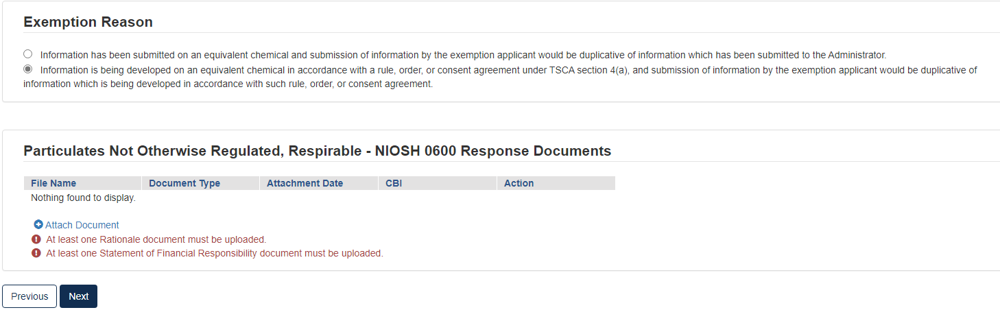 Exemption Reason
Information has been submitted on an equivalent chemical and submission of information by the exemption applicant would be duplicative of information which has been submitted to the Administrator.
Information is being developed on an equivalent chemical in accordance with a rule, order, or consent agreement under TSCA section 4(a), and submission of information by the exemption applicant would be duplicative of
information which is being developed in accordance with such rule, order, or consent agreement.
Particulates Not Otherwise Regulated, Respirable - NIOSH 0600 Response Documents
File Name Document Type Attachment Date CBI Action
Nothing found to display.
Attach Document
At least one Rationale document must be uploaded.
At least one Statement of Financial Responsibility document must be uploaded.
Previous Next